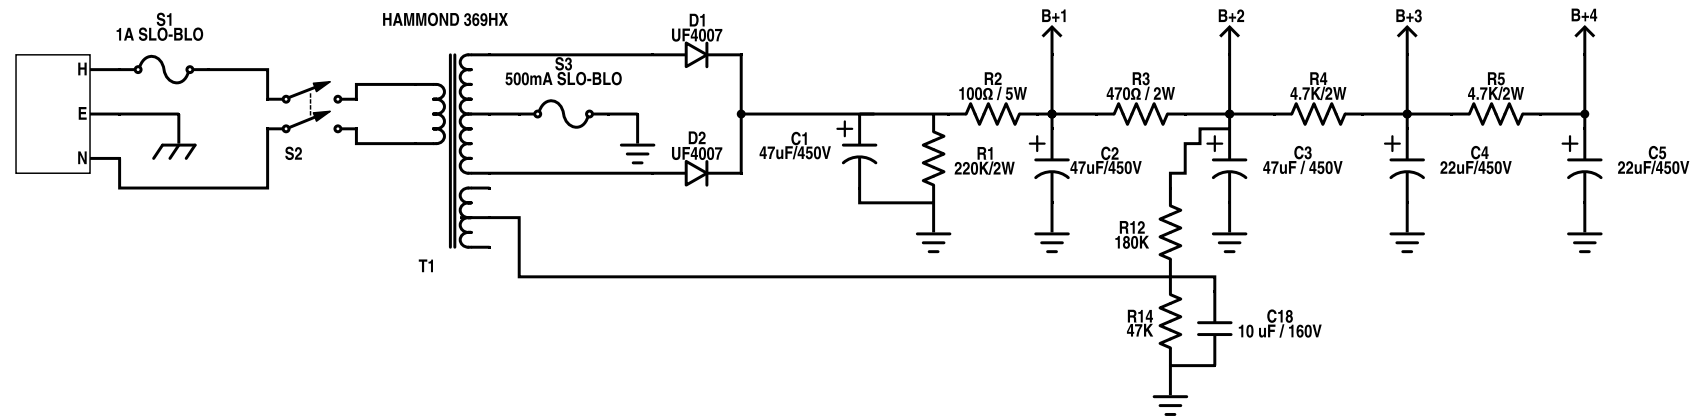 S1
1A SLO-BLO
HAMMOND 369HX
D1
UF4007
B+1
B+2
B+3
B+4
H
S3
500mA SLO-BLO
R2
100Ω / 5W
R3
470Ω / 2W
R4
4.7K/2W
R5
4.7K/2W
E
S2
N
D2
UF4007
+
C1
47uF/450V
R1
220K/2W
+
C2
47uF/450V
+
C3
47uF / 450V
+
C4
22uF/450V
+
C5
22uF/450V
R12
180K
T1
R14
47K
C18
10 uF / 160V